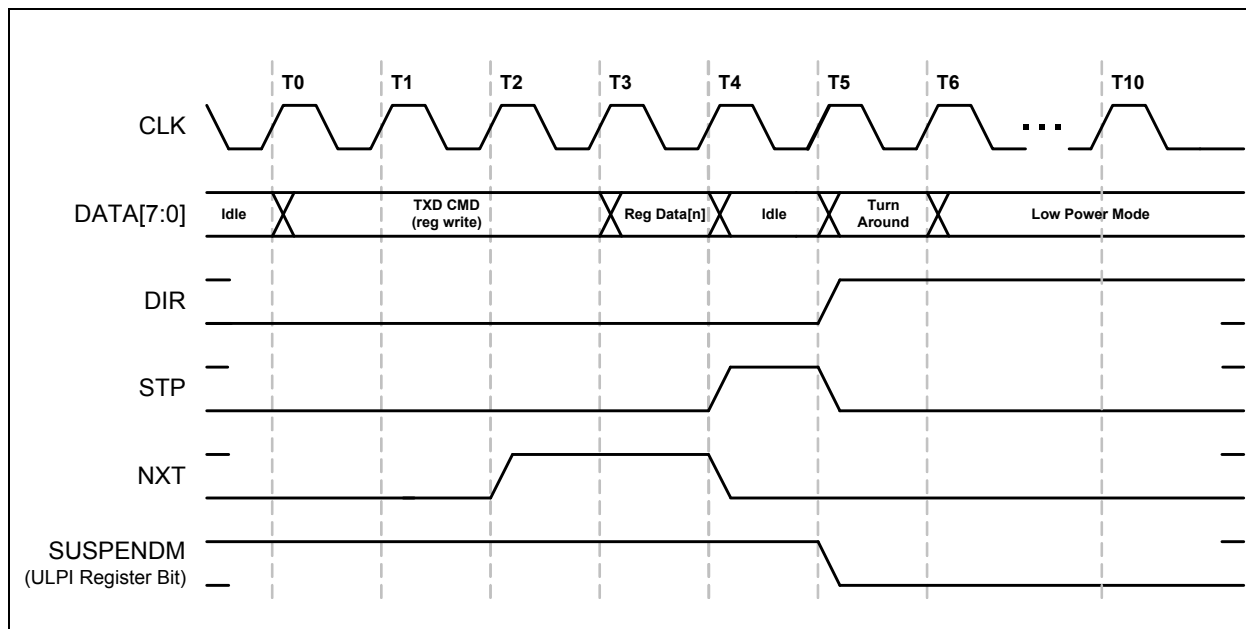 T0 T1 T2 T3 T4 T5 T6 T10
CLK
...
DATA[7:0]
Idle
TXD CMD
(reg write)
Reg Data[n]
Idle
Turn
Around
Low Power Mode
DIR
STP
NXT
SUSPENDM
(ULPI Register Bit)